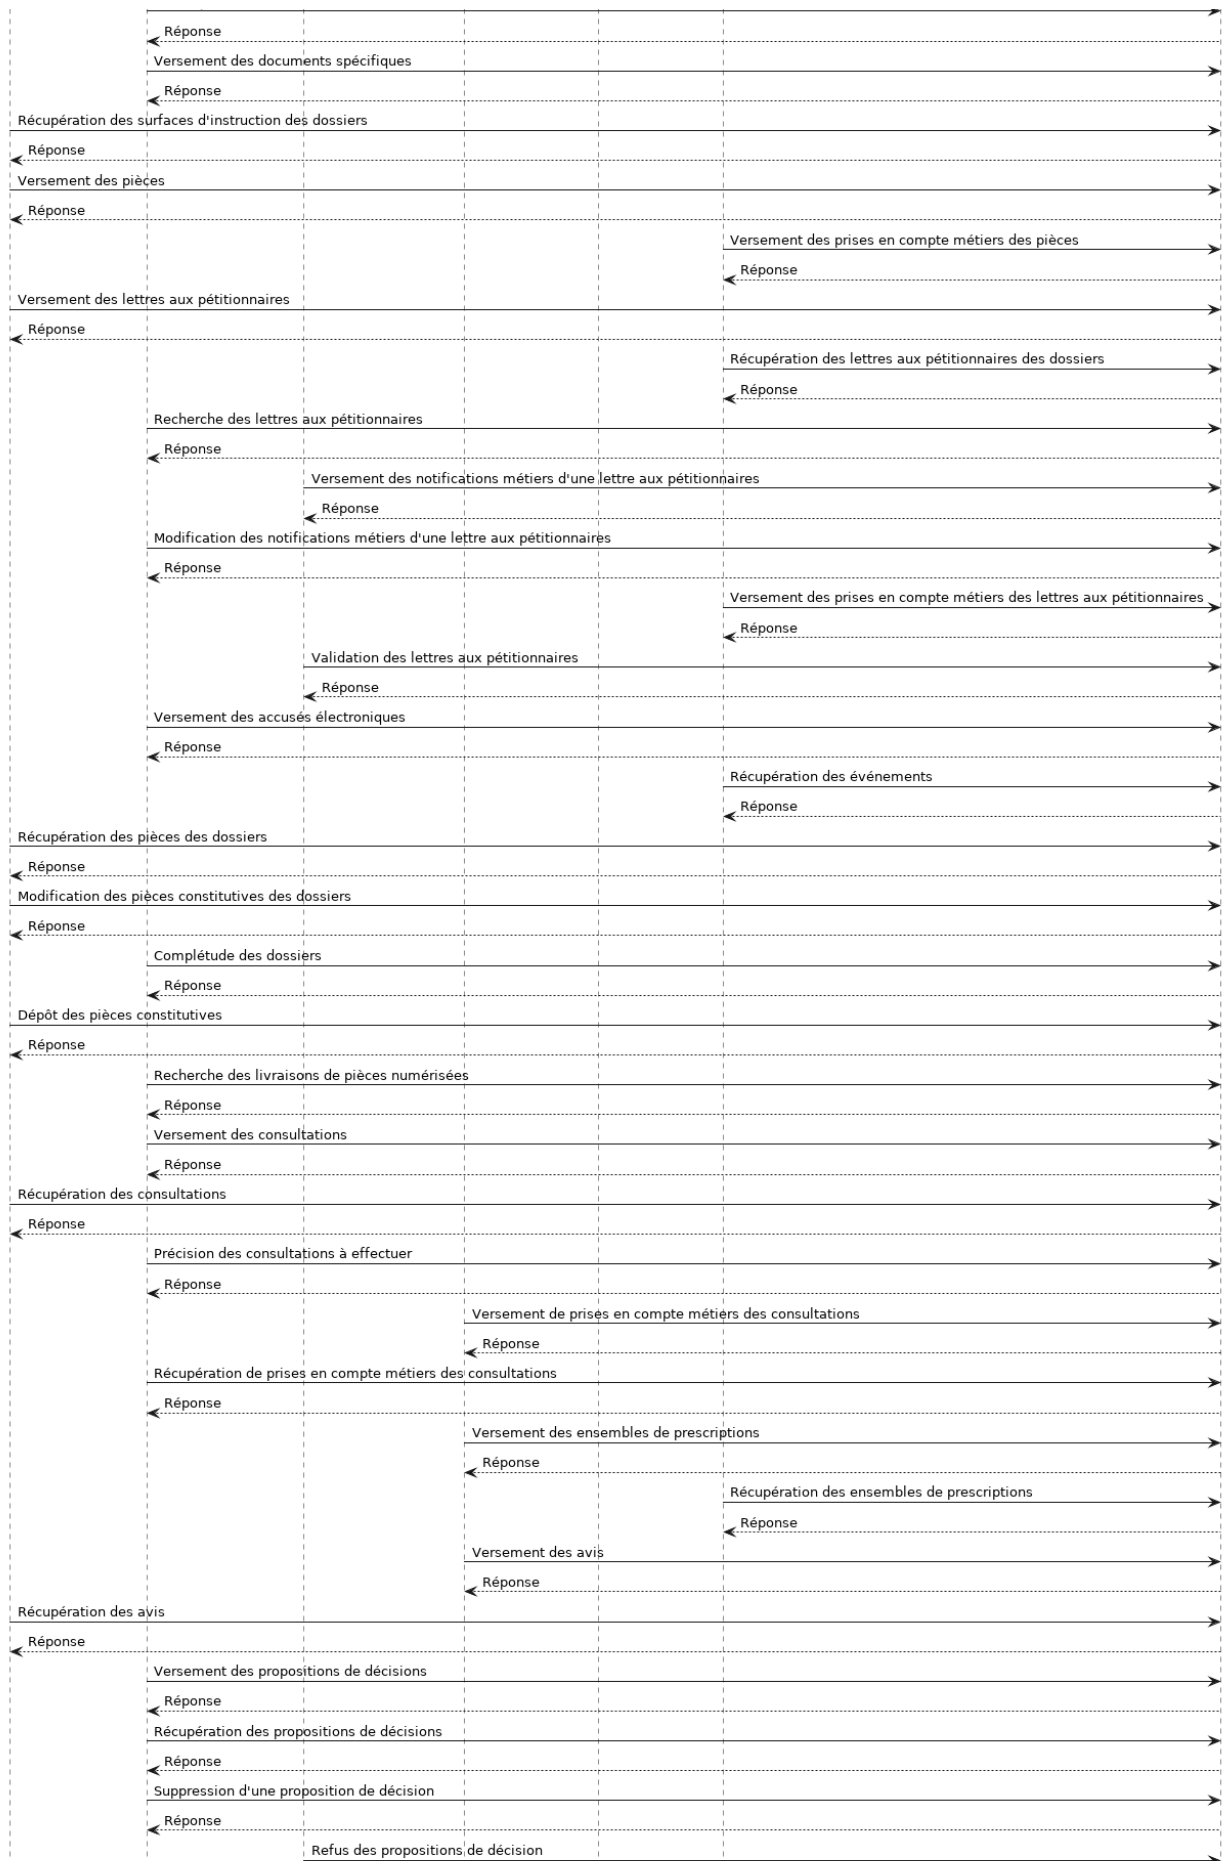 Réponse
Versement des documents spécifiques
Réponse
Récupération des surfaces d'instruction des dossiers
Réponse
Versement des pièces
Réponse
Versement des prises en compte métiers des pièces
Réponse
Versement des lettres aux pétitionnaires
Réponse
Récupération des lettres aux pétitionnaires des dossiers
Réponse
Recherche des lettres aux pétitionnaires
Réponse
Versement des notifications métiers d'une lettre aux pétitionnaires
Réponse
Modification des notifications métiers d'une lettre aux pétitionnaires
Réponse
Versement des prises en compte métiers des lettres aux pétitionnaires
Réponse
Validation des lettres aux pétitionnaires
Réponse
Versement des accusés électroniques
Réponse
Récupération des événements
Réponse
Récupération des pièces des dossiers
Réponse
Modification des pièces constitutives des dossiers
Réponse
Complétude des dossiers
Réponse
Dépôt des pièces constitutives
Réponse
Recherche des livraisons de pièces numérisées
Réponse
Versement des consultations
Réponse
Récupération des consultations
Réponse
Précision des consultations à effectuer
Réponse
Versement de prises en compte métiers des consultations
Réponse
Récupération de prises en compte métiers des consultations
Réponse
Versement des ensembles de prescriptions
Réponse
Récupération des ensembles de prescriptions
Réponse
Versement des avis
Réponse
Récupération des avis
Réponse
Versement des propositions de décisions
Réponse
Récupération des propositions de décisions
Réponse
Suppression d'une proposition de décision
Réponse
Refus des propositions de décision